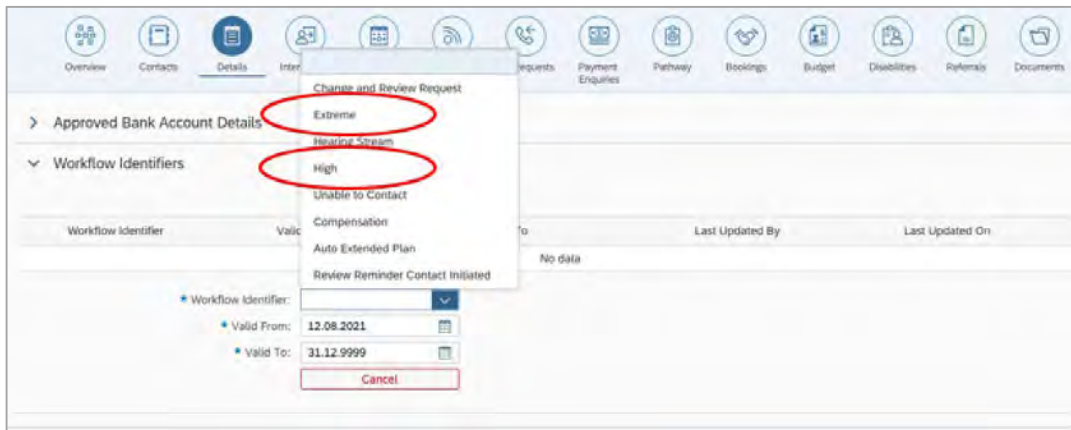 Overview Contacts Details Inter equests Payment Enquiries Pathway Bookings Budget Disabilities Referrals Documents
Change and Review Request
Approved Bank Account Details
Extreme
Hearing Stream
Workflow Identifiers
High
Unable to Contact
Compensation
Workflow Identifier Valid To Last Updated By Last Updated On
Auto Extended Plan
No data
Review Reminder Contact Initiated
* Workflow Identifier:
* Valid From: 12.08.2021
* Valid To: 31.12.9999
Cancel